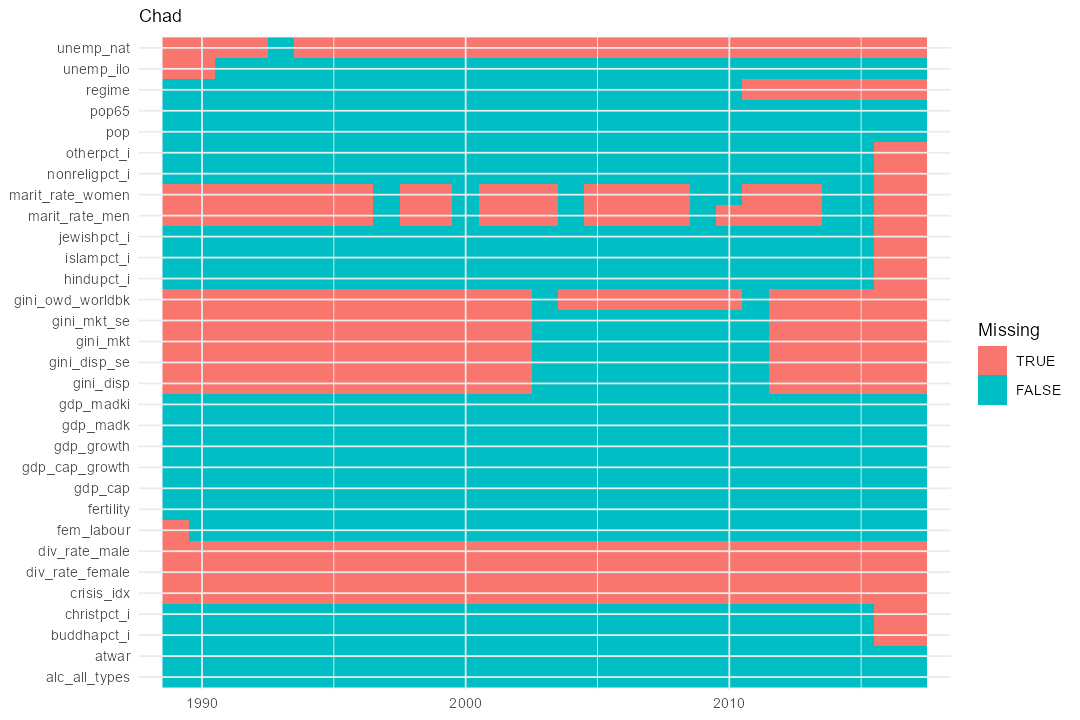 Chad
unemp_nat
unemp_ilo
regime
pop65
pop
otherpct_i
nonreligpct_i
marit_rate_women
marit_rate_men
jewishpct_i
islampct_i
hindupct_i
gini_owd_worldbk
gini_mkt_se
gini_mkt
gini_disp_se
gini_disp
gdp_madki
gdp_madk
gdp_growth
gdp_cap_growth
gdp_cap
fertility
fem_labour
div_rate_male
div_rate_female
crisis_idx
christpct_i
buddhapct_i
atwar
alc_all_types
1990 2000 2010
Missing
TRUE
FALSE